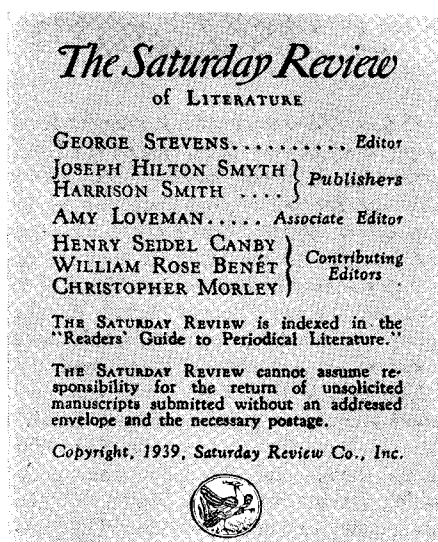 The Saturday Review
of LITERATURE
GEORGE STEVENS.......... Editor
JOSEPH HILTON SMYTH
HARRISON SMITH .... } Publishers
AMY LOVEMAN..... Associate Editor
HENRY SEIDEL CANBY
WILLIAM ROSE BENÉT } Contributing Editors
CHRISTOPHER MORLEY
THE SATURDAY REVIEW is indexed in the
"Readers' Guide to Periodical Literature."
THE SATURDAY REVIEW cannot assume re-
sponsibility for the return of unsolicited
manuscripts submitted without an addressed
envelope and the necessary postage.
Copyright, 1939, Saturday Review Co., Inc.